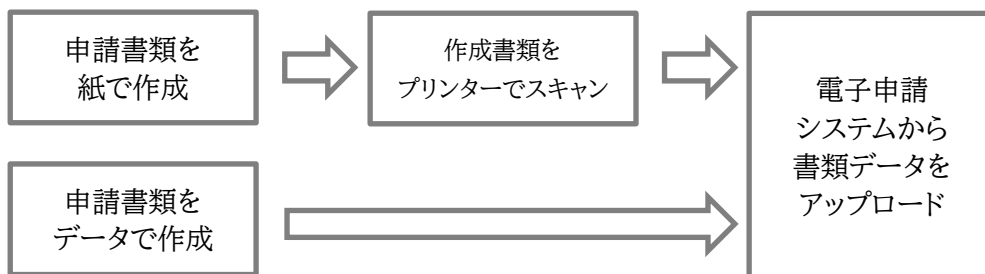 申請書類を
紙で作成
作成書類を
プリンターでスキャン
電子申請
システムから
書類データを
アップロード
申請書類を
データで作成